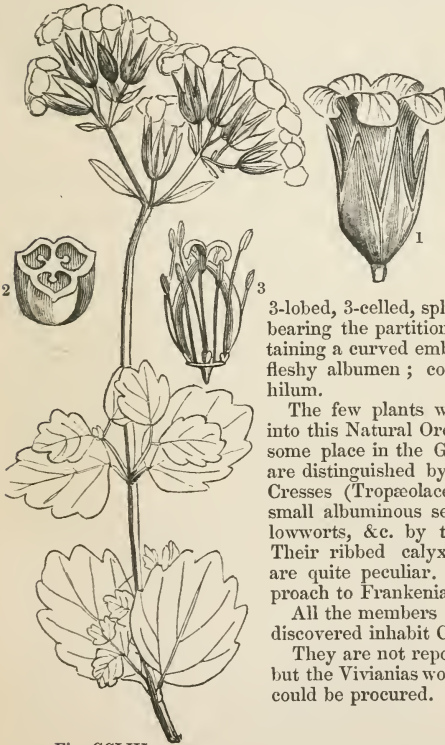 1
2
3
3-lobed, 3-celled, spl
bearing the partition
taining a curved emb
fleshy albumen ; co
hilum.
The few plants w
into this Natural Ord
some place in the G
are distinguished by
Cresses (Tropæolace
small albuminous se
lowworts, &c. by t
Their ribbed calyx
are quite peculiar.
proach to Frankenia
All the members
discovered inhabit C
They are not repo
but the Vivianias wo
could be procured.